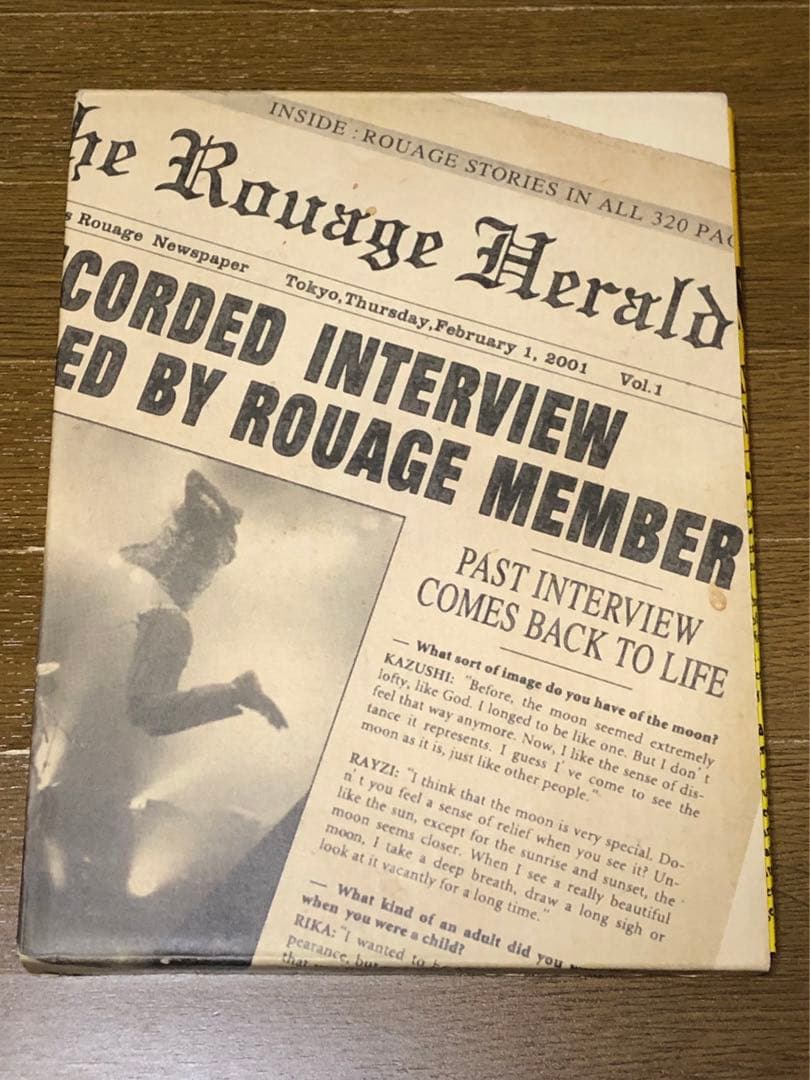 INSIDE : ROUAGE STORIES IN ALL 320 PAG
he Rouage Herald
s Rouage Newspaper Tokyo,Thursday,February 1, 2001 Vol.1
CORDED INTERVIEW
ED BY ROUAGE MEMBER
PAST INTERVIEW
COMES BACK TO LIFE
— What sort of image do you have of the moon?
KAZUSHI: "Before, the moon seemed extremely
lofty, like God. I longed to be like one. But I don't
feel that way anymore. Now, I like the sense of dis-
tance it represents. I guess I've come to see the
moon as it is, just like other people."
RAYZI: "I think that the moon is very special. Do-
n't you feel a sense of relief when you see it? Un-
like the sun, except for the sunrise and sunset, the
moon seems closer. When I see a really beautiful
moon, I take a deep breath, draw a long sigh or
look at it vacantly for a long time."
— What kind of an adult did you
when you were a child?
RIKA: "I wanted to
pearance, but
that